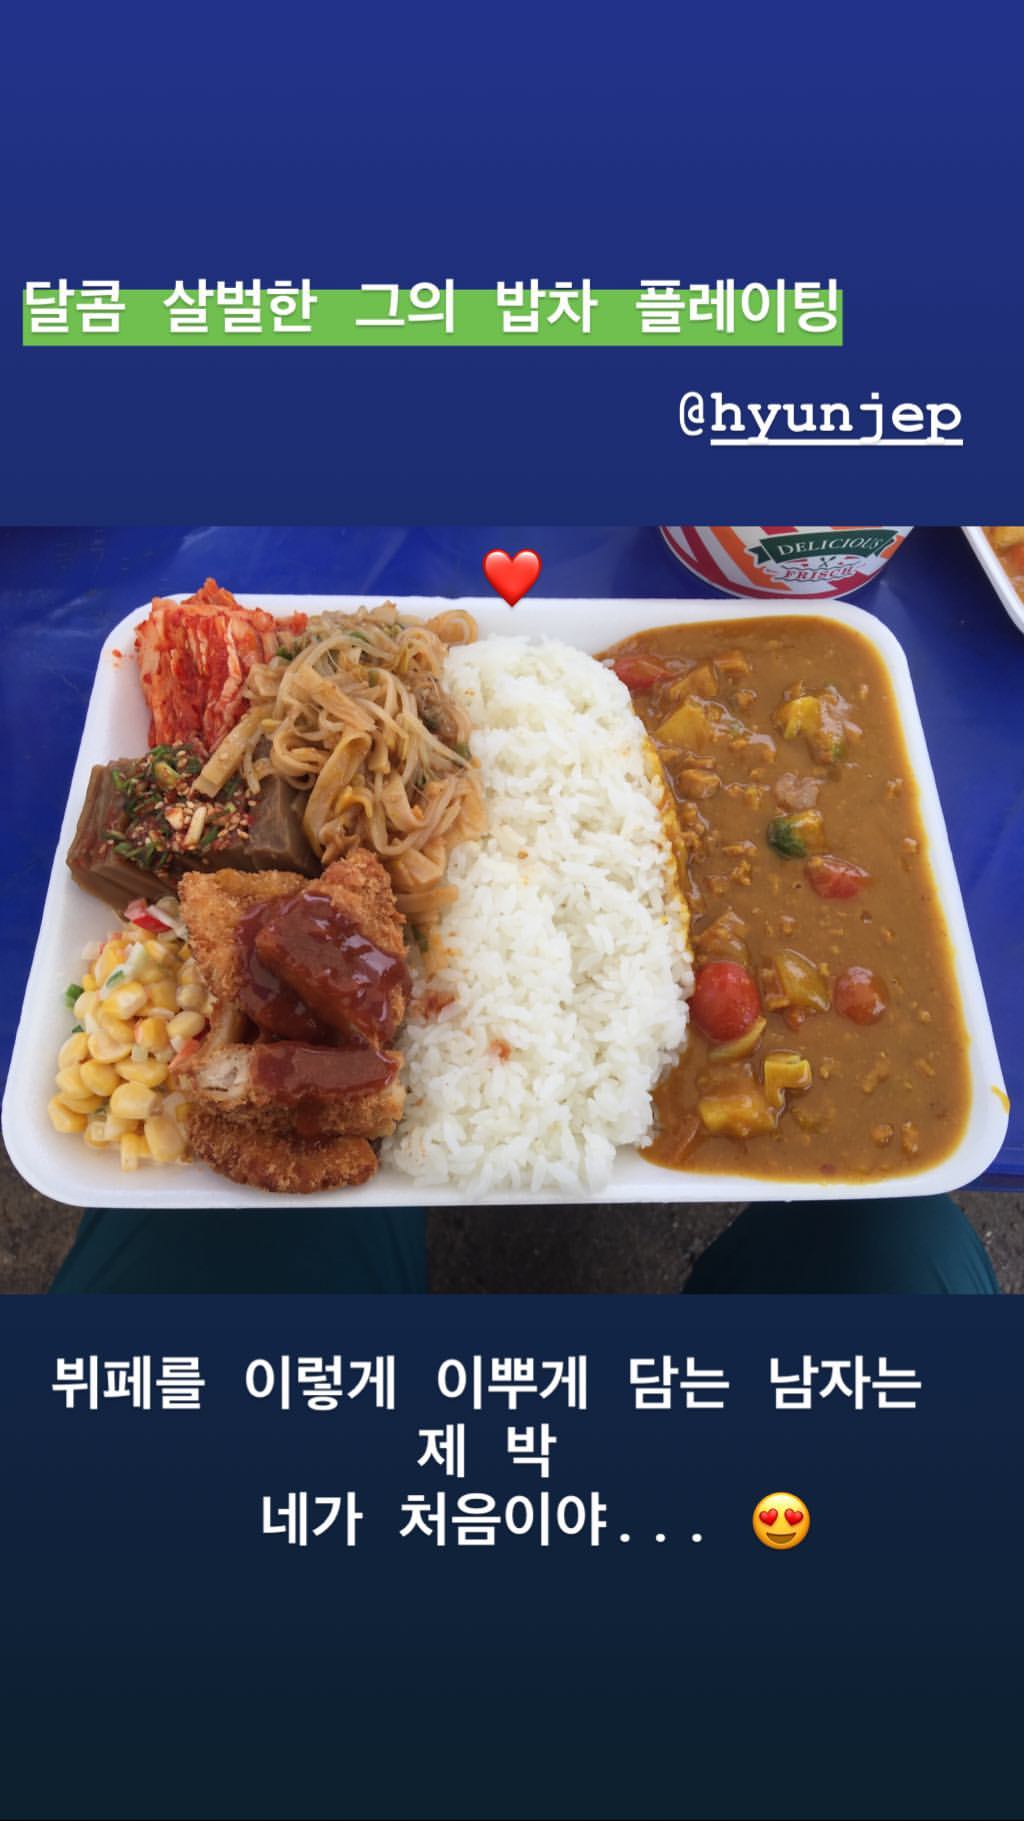 달콤 살벌한 그의 밥차 플레이팅
@hyunjep
DELICIOUS
X
FRISCH
뷔페를 이렇게 이뿌게 담는 남자는
제 박
네가 처음이야...